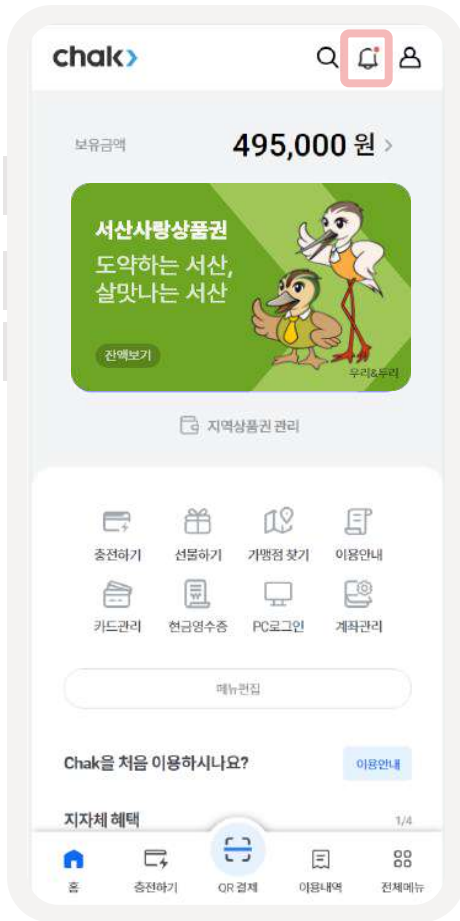 chak
보유금액 495,000 원
서산사랑상품권
도약하는 서산,
살맛나는 서산
잔액보기
우리&두리
지역상품권 관리
충전하기 선물하기 가맹점 찾기 이용안내
카드관리 현금영수증 PC로그인 계좌관리
메뉴편집
Chak을 처음 이용하시나요? 이용안내
지자체 혜택 1/4
홈 충전하기 QR 결제 이용내역 전체메뉴